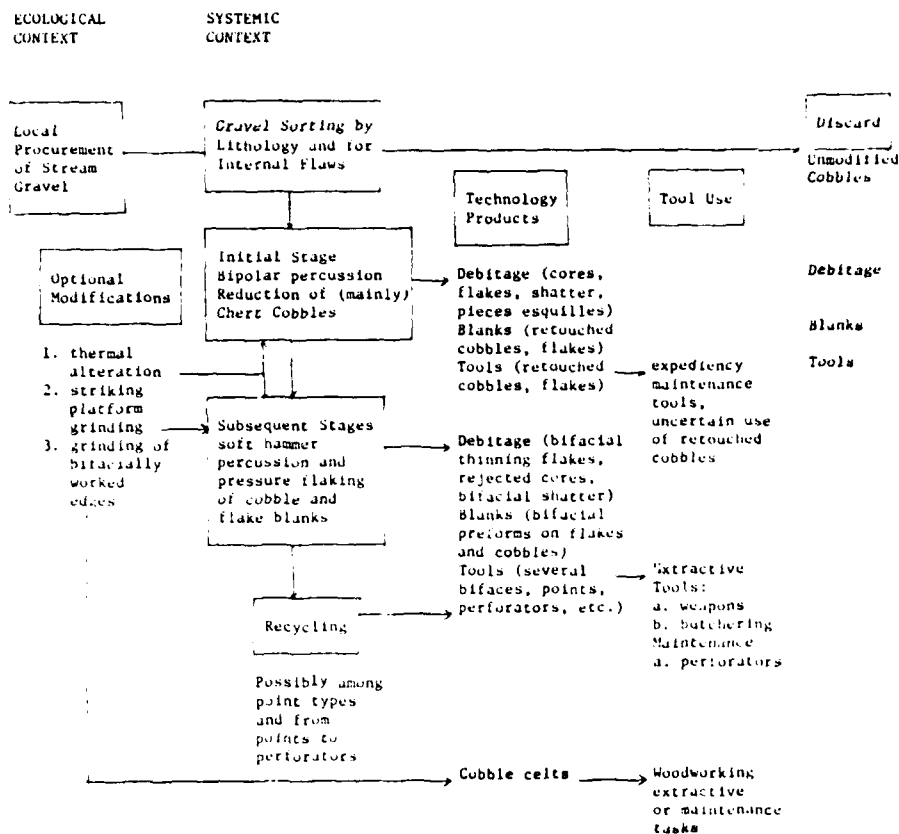 ECOLOGICAL
CONTEXT
SYSTEMIC
CONTEXT
Local
Procurement
of Stream
Gravel
Gravel Sorting by
Lithology and for
Internal Flaws
Discard
Unmodified
Cobbles
Technology
Products
Tool Use
Optional
Modifications
Initial Stage
Bipolar percussion
Reduction of (mainly)
Chert Cobbles
Debitage (cores,
flakes, shatter,
pieces esquilles)
Blanks (retouched
cobbles, flakes)
Tools (retouched
cobbles, flakes)
Debitage
Blanks
Tools
1. thermal
alteration
2. striking
platform
grinding
3. grinding of
bifacially
worked
edges
expediency
maintenance
tools,
uncertain use
of retouched
cobbles
Subsequent Stages
soft hammer
percussion and
pressure flaking
of cobble and
flake blanks
Debitage (bifacial
thinning flakes,
rejected cores,
bifacial shatter)
Blanks (bifacial
preforms on flakes
and cobbles)
Tools (several
bifaces, points,
perforators, etc.)
Extractive
Tools:
a. weapons
b. butchering
Maintenance
a. perforators
Recycling
Possibly among
point types
and from
points to
perforators
Cobble celts
Woodworking
extractive
or maintenance
tasks